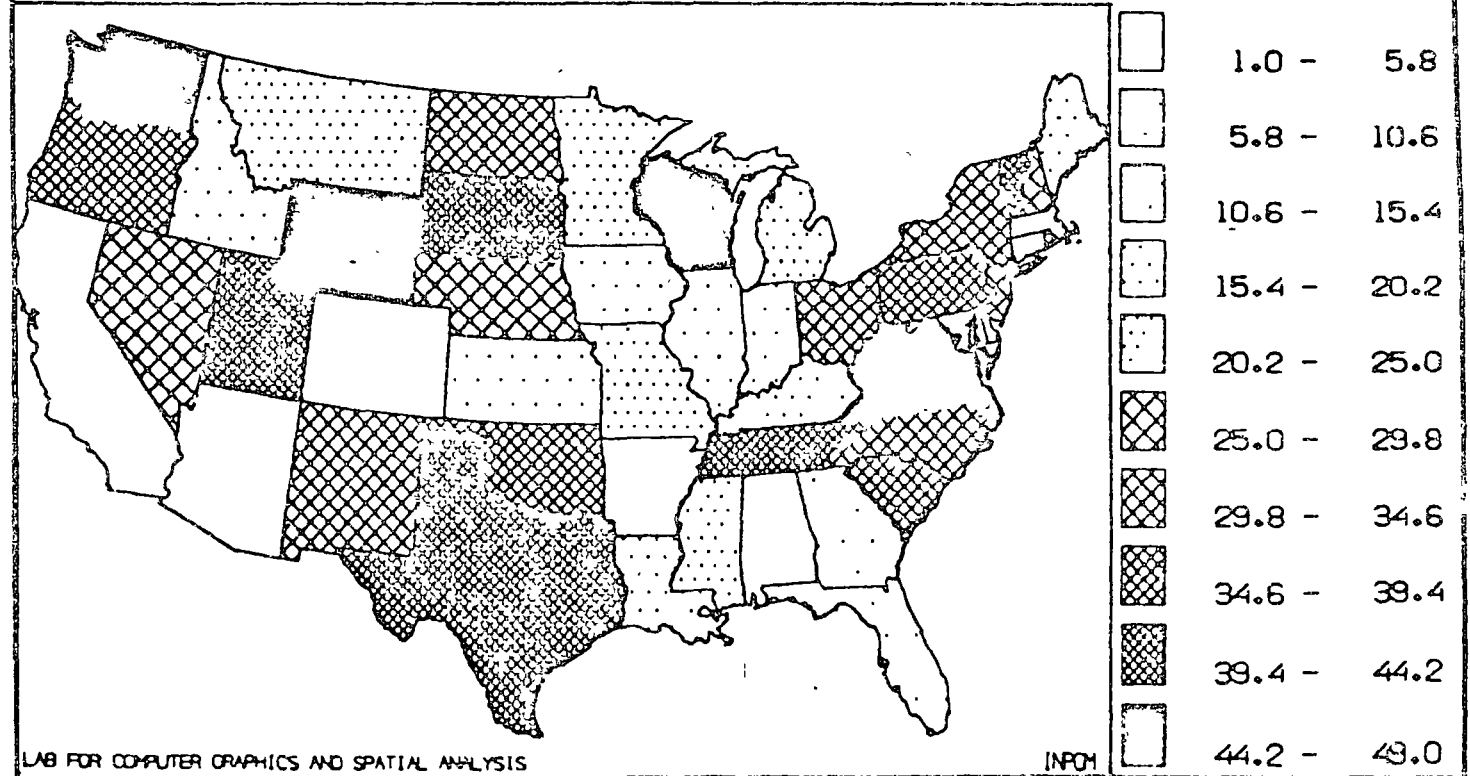 1.0 - 5.8
5.8 - 10.6
10.6 - 15.4
15.4 - 20.2
20.2 - 25.0
25.0 - 29.8
29.8 - 34.6
34.6 - 39.4
39.4 - 44.2
44.2 - 49.0
LAB FOR COMPUTER GRAPHICS AND SPATIAL ANALYSIS
INPOM